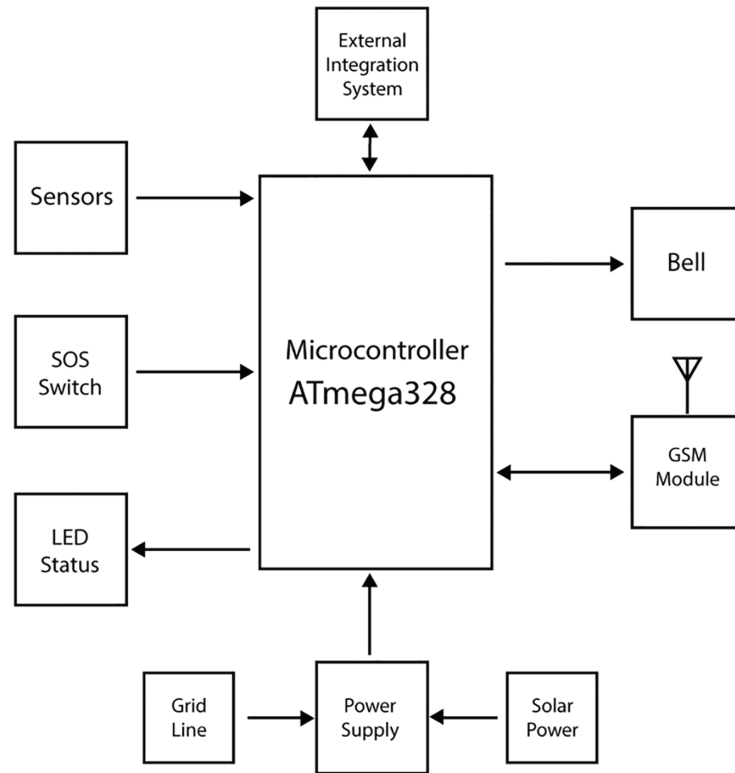 External
Integration
System
Sensors
Bell
SOS
Switch
Microcontroller
ATmega328
GSM
Module
LED
Status
Grid
Line
Power
Supply
Solar
Power